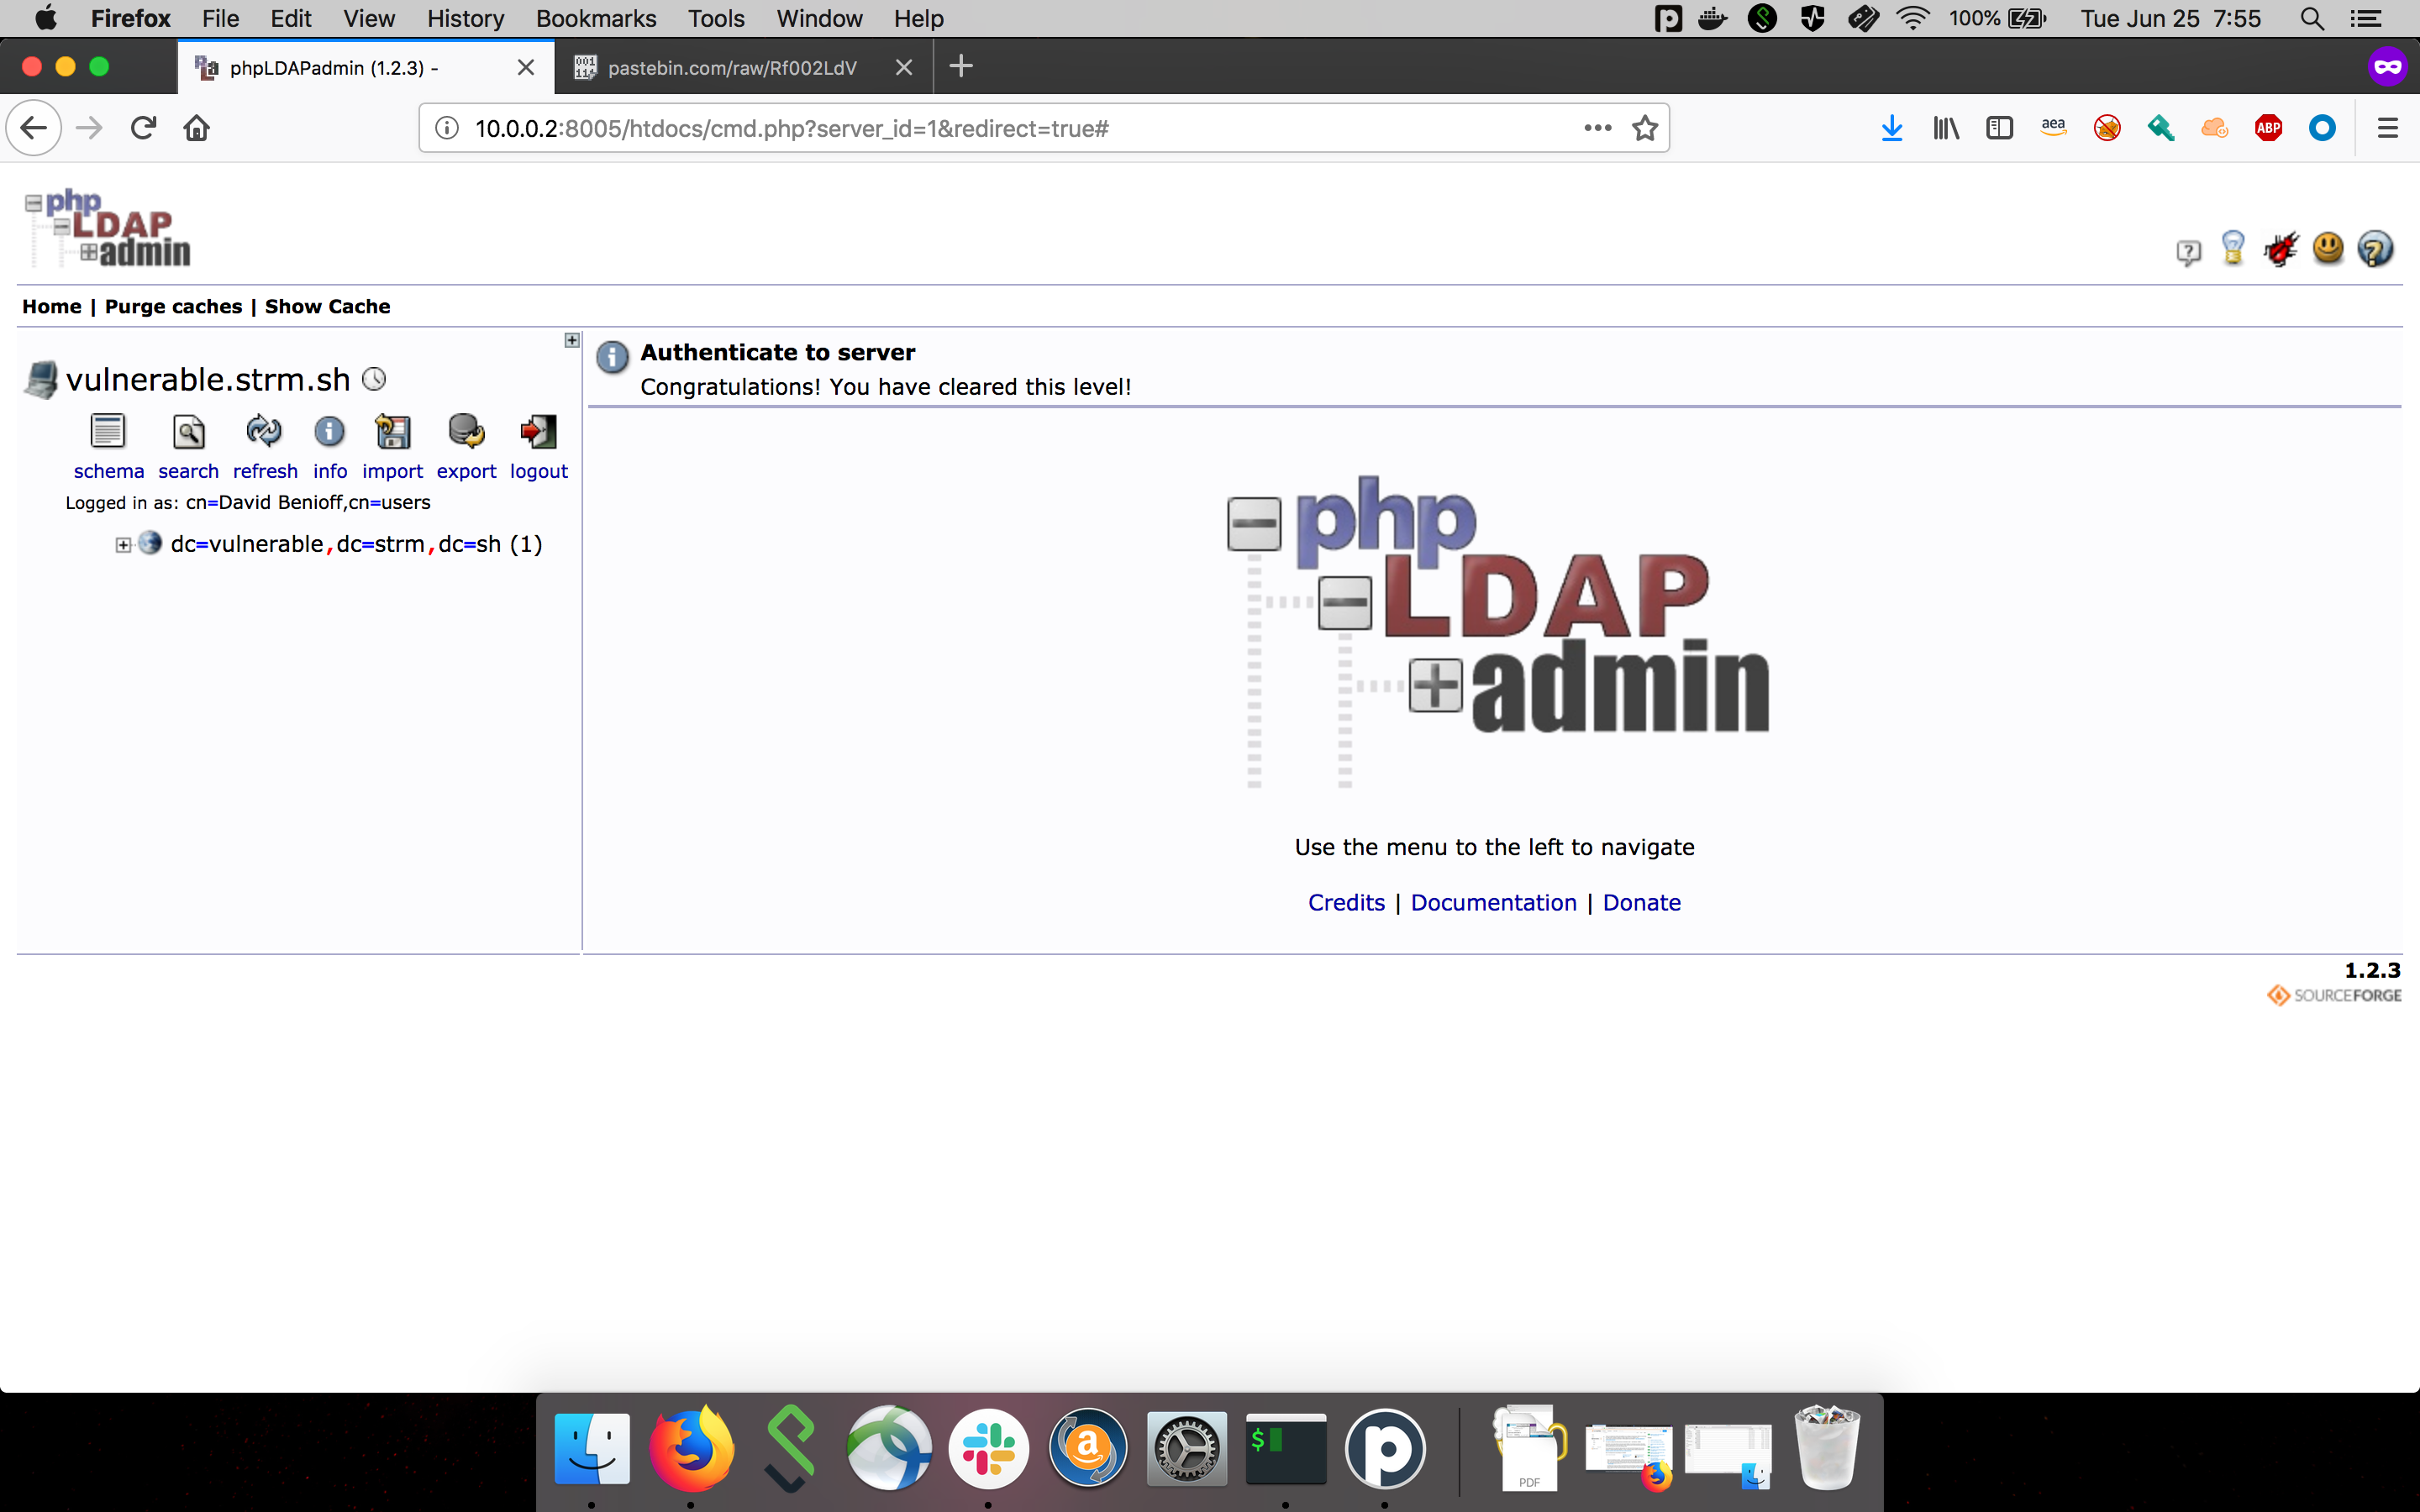 Firefox File Edit View History Bookmarks Tools Window Help 100% Tue Jun 25 7:55
phpLDAPadmin (1.2.3) - pastebin.com/raw/Rf002LdV
10.0.0.2:8005/htdocs/cmd.php?server_id=1&redirect=true#
aea ABP
php
LDAP
admin
Home | Purge caches | Show Cache
Authenticate to server
Congratulations! You have cleared this level!
vulnerable.strm.sh
schema search refresh info import export logout
Logged in as: cn=David Benioff,cn=users
dc=vulnerable,dc=strm,dc=sh (1)
php
LDAP
admin
Use the menu to the left to navigate
Credits | Documentation | Donate
1.2.3
SOURCEFORGE
$
PDF